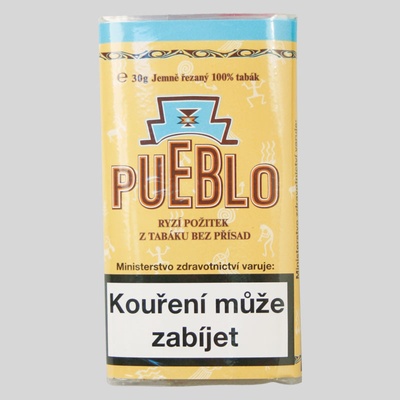 ℮ 30g Jemně řezaný 100% tabák
PUEBLO
RYZÍ POŽITEK
Z TABÁKU BEZ PŘÍSAD
Ministerstvo zdravotnictví varuje:
Kouření může
zabíjet